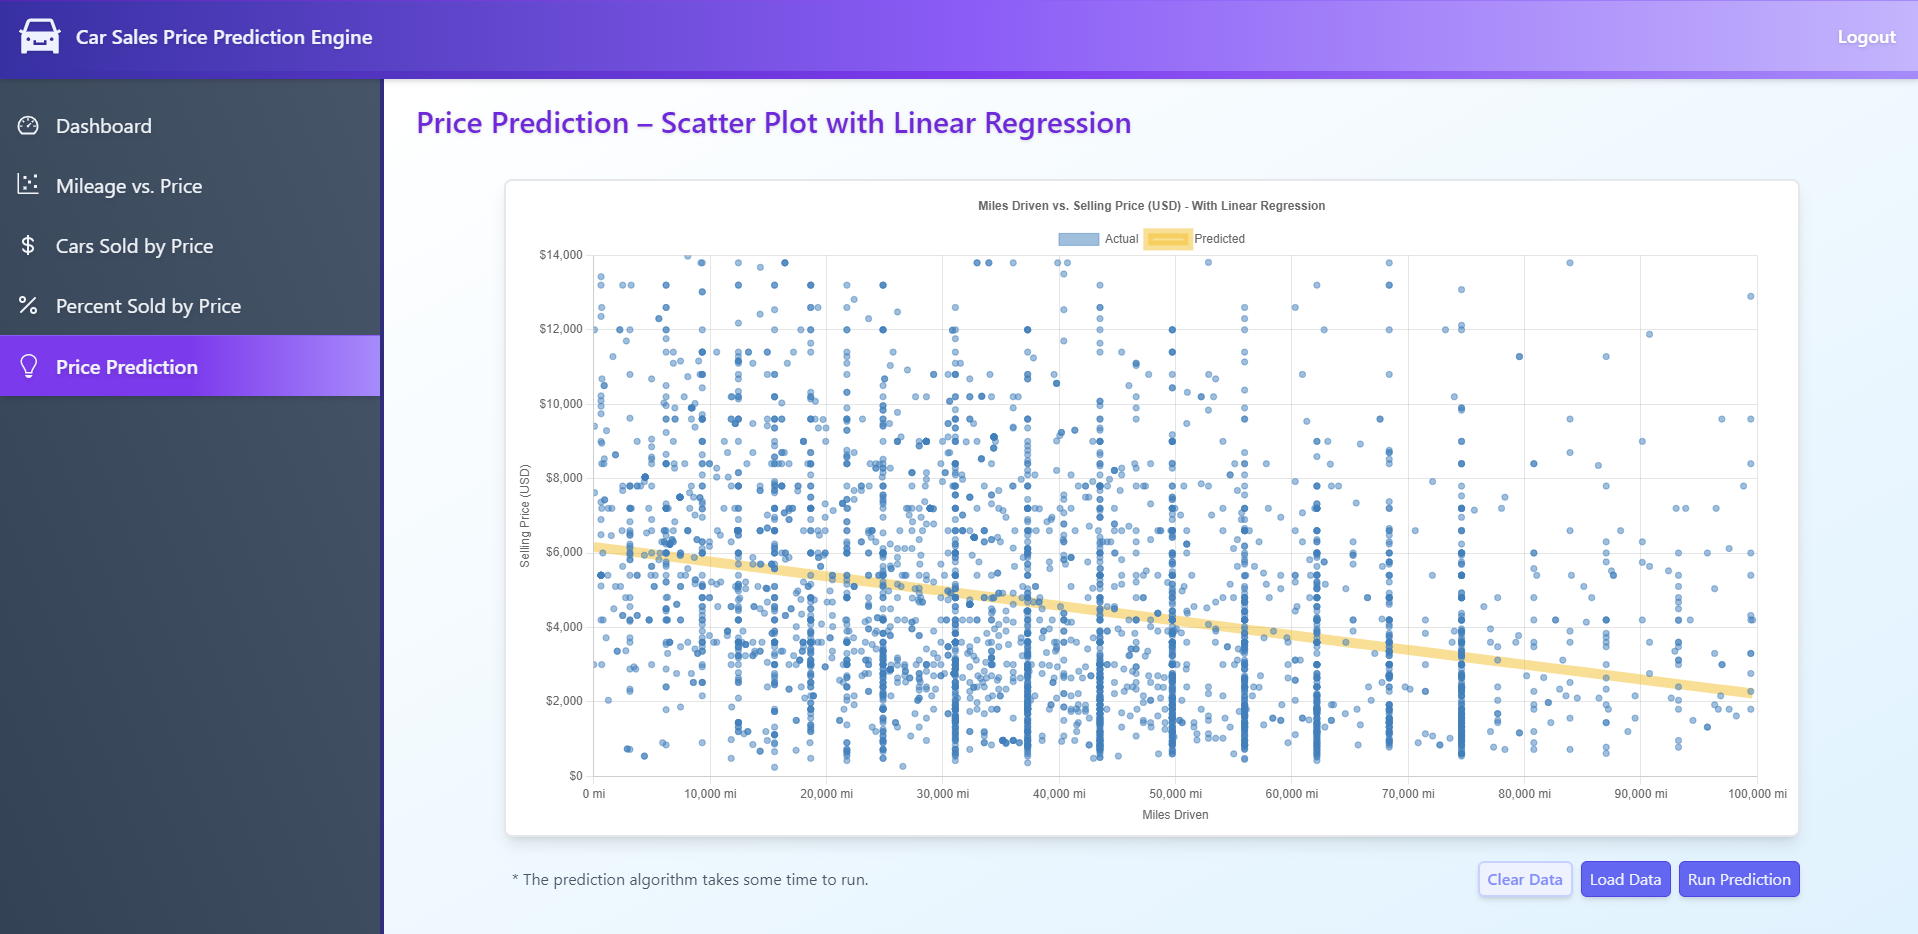 Car Sales Price Prediction Engine
Logout
Dashboard
Mileage vs. Price
Cars Sold by Price
Percent Sold by Price
Price Prediction
Price Prediction – Scatter Plot with Linear Regression
Miles Driven vs. Selling Price (USD) - With Linear Regression
Actual Predicted
$14,000
$12,000
$10,000
$8,000
$6,000
$4,000
$2,000
$0
Selling Price (USD)
0 mi 10,000 mi 20,000 mi 30,000 mi 40,000 mi 50,000 mi 60,000 mi 70,000 mi 80,000 mi 90,000 mi 100,000 mi
Miles Driven
* The prediction algorithm takes some time to run.
Clear Data Load Data Run Prediction